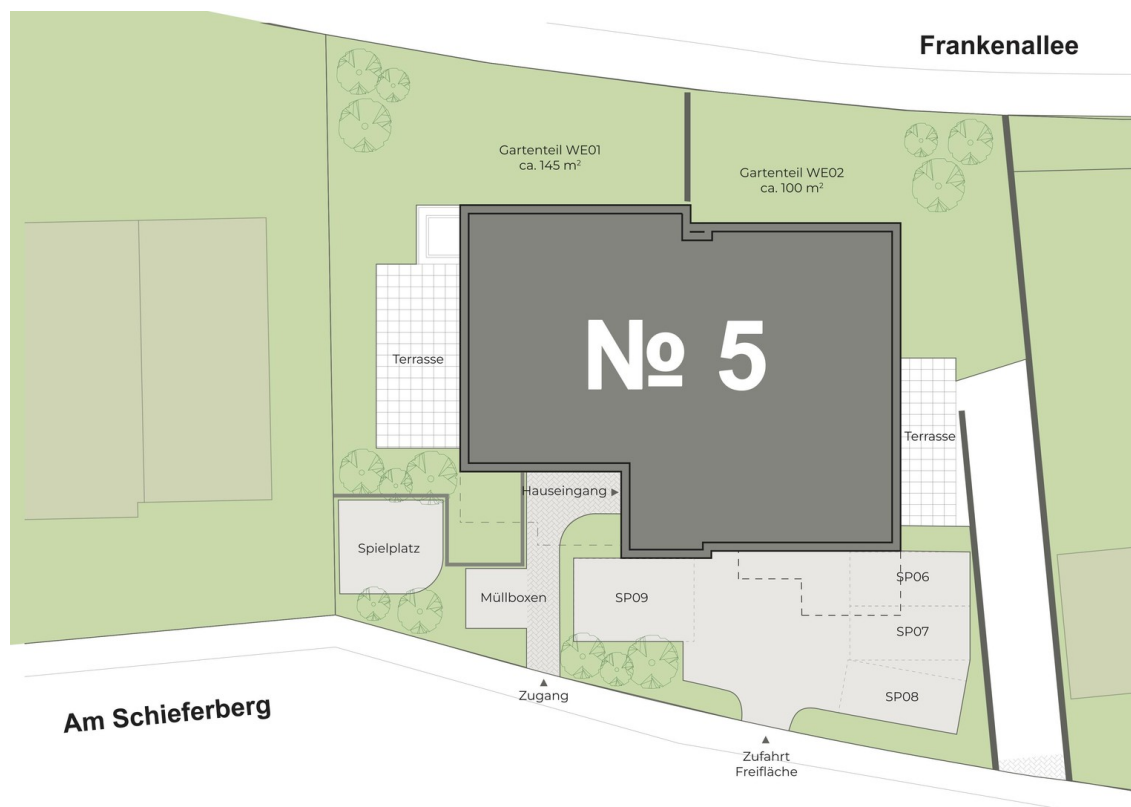 Frankenallee
Gartenteil WE01
ca. 145 m²
Gartenteil WE02
ca. 100 m²
№ 5
Terrasse
Terrasse
Hauseingang
Spielplatz
Müllboxen
SP09
SP06
SP07
SP08
Zugang
Am Schieferberg
Zufahrt
Freifläche